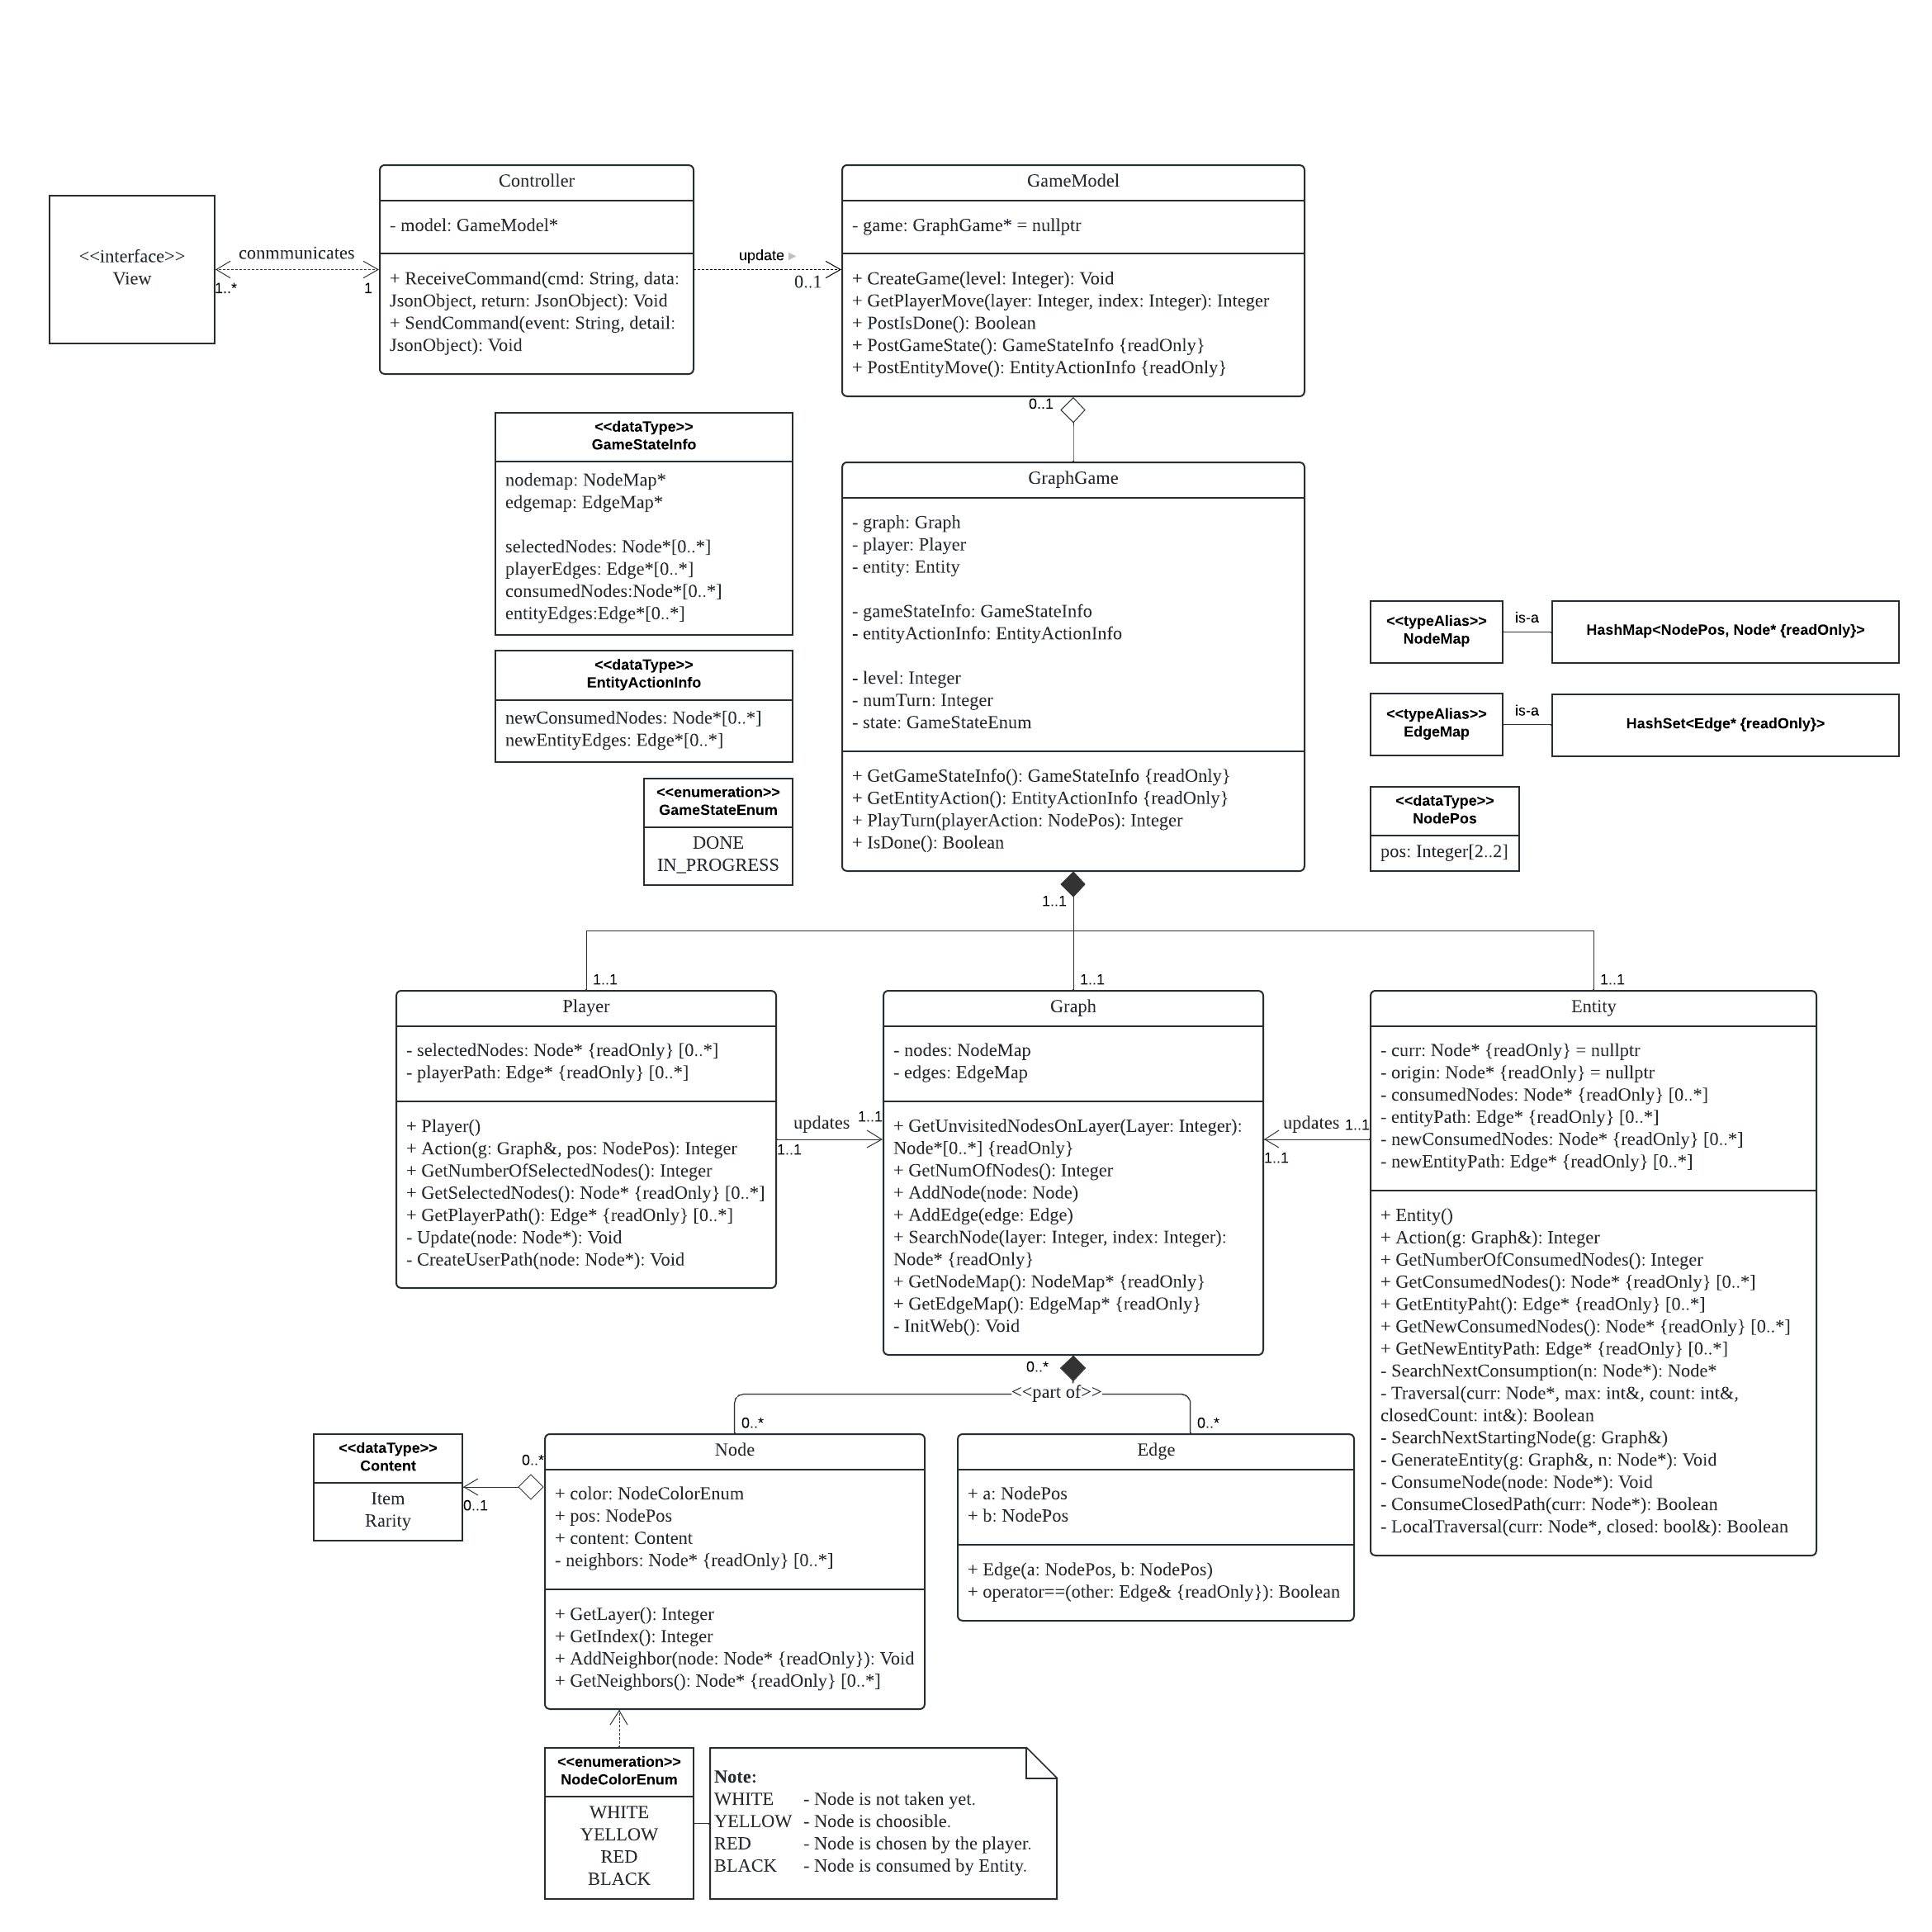 <<interface>>
View
conmmunicates
1..*
1
Controller
- model: GameModel*
+ ReceiveCommand(cmd: String, data:
JsonObject, return: JsonObject): Void
+ SendCommand(event: String, detail:
JsonObject): Void
update
0..1
GameModel
- game: GraphGame* = nullptr
+ CreateGame(level: Integer): Void
+ GetPlayerMove(layer: Integer, index: Integer): Integer
+ PostIsDone(): Boolean
+ PostGameState(): GameStateInfo {readOnly}
+ PostEntityMove(): EntityActionInfo {readOnly}
0..1
<<dataType>>
GameStateInfo
nodemap: NodeMap*
edgemap: EdgeMap*
selectedNodes: Node*[0..*]
playerEdges: Edge*[0..*]
consumedNodes:Node*[0..*]
entityEdges:Edge*[0..*]
<<dataType>>
EntityActionInfo
newConsumedNodes: Node*[0..*]
newEntityEdges: Edge*[0..*]
<<enumeration>>
GameStateEnum
DONE
IN_PROGRESS
GraphGame
- graph: Graph
- player: Player
- entity: Entity
- gameStateInfo: GameStateInfo
- entityActionInfo: EntityActionInfo
- level: Integer
- numTurn: Integer
- state: GameStateEnum
+ GetGameStateInfo(): GameStateInfo {readOnly}
+ GetEntityAction(): EntityActionInfo {readOnly}
+ PlayTurn(playerAction: NodePos): Integer
+ IsDone(): Boolean
<<typeAlias>>
NodeMap
is-a
HashMap<NodePos, Node* {readOnly}>
<<typeAlias>>
EdgeMap
is-a
HashSet<Edge* {readOnly}>
<<dataType>>
NodePos
pos: Integer[2..2]
1..1
1..1
1..1
1..1
Player
- selectedNodes: Node* {readOnly} [0..*]
- playerPath: Edge* {readOnly} [0..*]
+ Player()
+ Action(g: Graph&, pos: NodePos): Integer
+ GetNumberOfSelectedNodes(): Integer
+ GetSelectedNodes(): Node* {readOnly} [0..*]
+ GetPlayerPath(): Edge* {readOnly} [0..*]
- Update(node: Node*): Void
- CreateUserPath(node: Node*): Void
updates
1..1
1..1
Graph
- nodes: NodeMap
- edges: EdgeMap
+ GetUnvisitedNodesOnLayer(Layer: Integer):
Node*[0..*] {readOnly}
+ GetNumOfNodes(): Integer
+ AddNode(node: Node)
+ AddEdge(edge: Edge)
+ SearchNode(layer: Integer, index: Integer):
Node* {readOnly}
+ GetNodeMap(): NodeMap* {readOnly}
+ GetEdgeMap(): EdgeMap* {readOnly}
- InitWeb(): Void
updates
1..1
1..1
Entity
- curr: Node* {readOnly} = nullptr
- origin: Node* {readOnly} = nullptr
- consumedNodes: Node* {readOnly} [0..*]
- entityPath: Edge* {readOnly} [0..*]
- newConsumedNodes: Node* {readOnly} [0..*]
- newEntityPath: Edge* {readOnly} [0..*]
+ Entity()
+ Action(g: Graph&): Integer
+ GetNumberOfConsumedNodes(): Integer
+ GetConsumedNodes(): Node* {readOnly} [0..*]
+ GetEntityPaht(): Edge* {readOnly} [0..*]
+ GetNewConsumedNodes(): Node* {readOnly} [0..*]
+ GetNewEntityPath: Edge* {readOnly} [0..*]
- SearchNextConsumption(n: Node*): Node*
- Traversal(curr: Node*, max: int&, count: int&,
closedCount: int&): Boolean
- SearchNextStartingNode(g: Graph&)
- GenerateEntity(g: Graph&, n: Node*): Void
- ConsumeNode(node: Node*): Void
- ConsumeClosedPath(curr: Node*): Boolean
- LocalTraversal(curr: Node*, closed: bool&): Boolean
0..*
<<part of>>
0..*
0..*
<<dataType>>
Content
Item
Rarity
0..*
0..1
Node
+ color: NodeColorEnum
+ pos: NodePos
+ content: Content
- neighbors: Node* {readOnly} [0..*]
+ GetLayer(): Integer
+ GetIndex(): Integer
+ AddNeighbor(node: Node* {readOnly}): Void
+ GetNeighbors(): Node* {readOnly} [0..*]
Edge
+ a: NodePos
+ b: NodePos
+ Edge(a: NodePos, b: NodePos)
+ operator==(other: Edge& {readOnly}): Boolean
<<enumeration>>
NodeColorEnum
WHITE
YELLOW
RED
BLACK
Note:
WHITE - Node is not taken yet.
YELLOW - Node is choosible.
RED - Node is chosen by the player.
BLACK - Node is consumed by Entity.